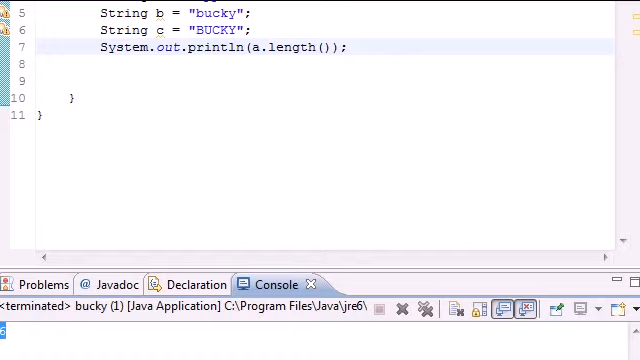 5 String b = "bucky";
6 String c = "BUCKY";
7 System.out.println(a.length());
8
9
10 }
11 }
Problems @ Javadoc Declaration Console
<terminated> bucky (1) [Java Application] C:\Program Files\Java\jre6\
6